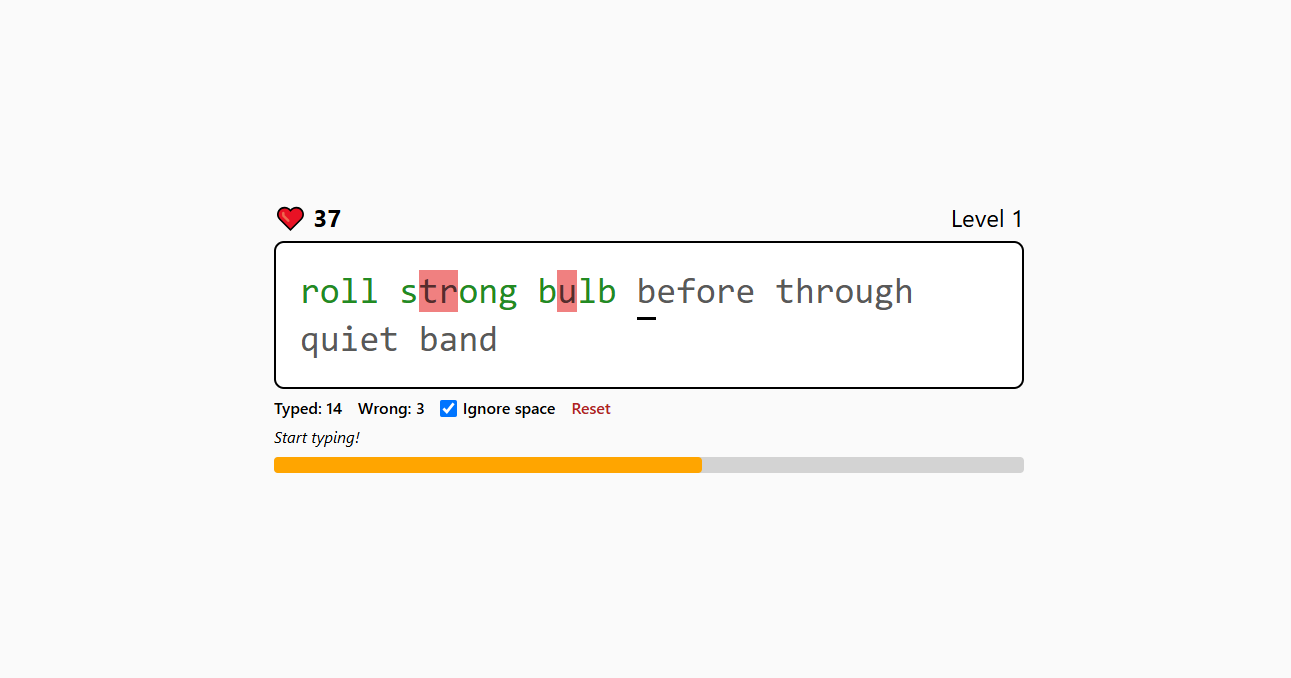 37
Level 1
roll strong bulb before through
quiet band
Typed: 14 Wrong: 3 Ignore space Reset
Start typing!